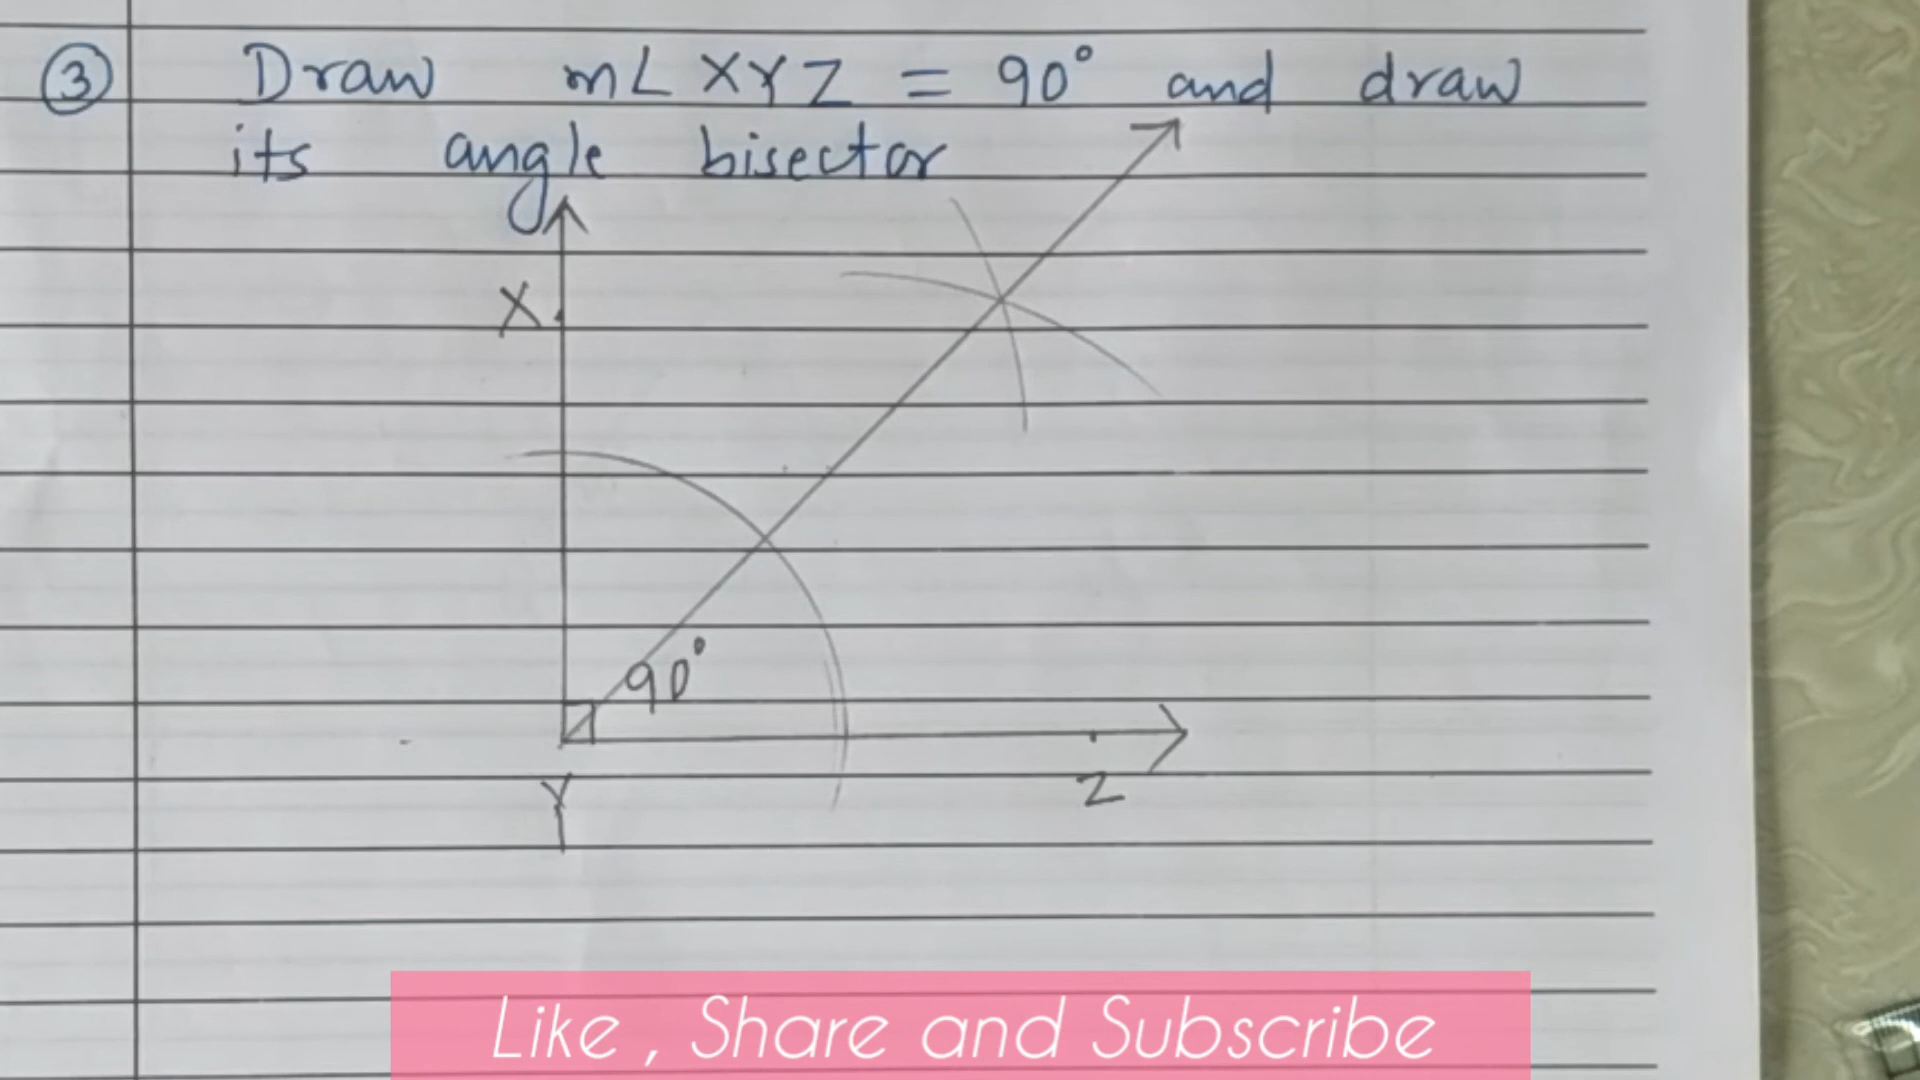 ③ Draw m∠XYZ = 90° and draw
its angle bisector
X
90°
Y
Z
Like, Share and Subscribe